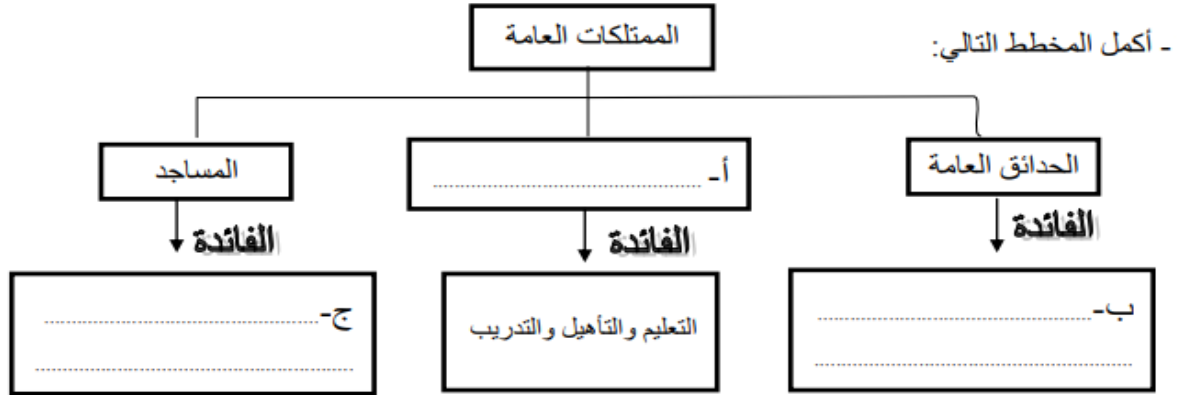 - أكمل المخطط التالي:
الممتلكات العامة
الحدائق العامة
أ- ........................
المساجد
الفائدة
الفائدة
الفائدة
ب- ........................
........................
التعليم والتأهيل والتدريب
ج- ........................
........................